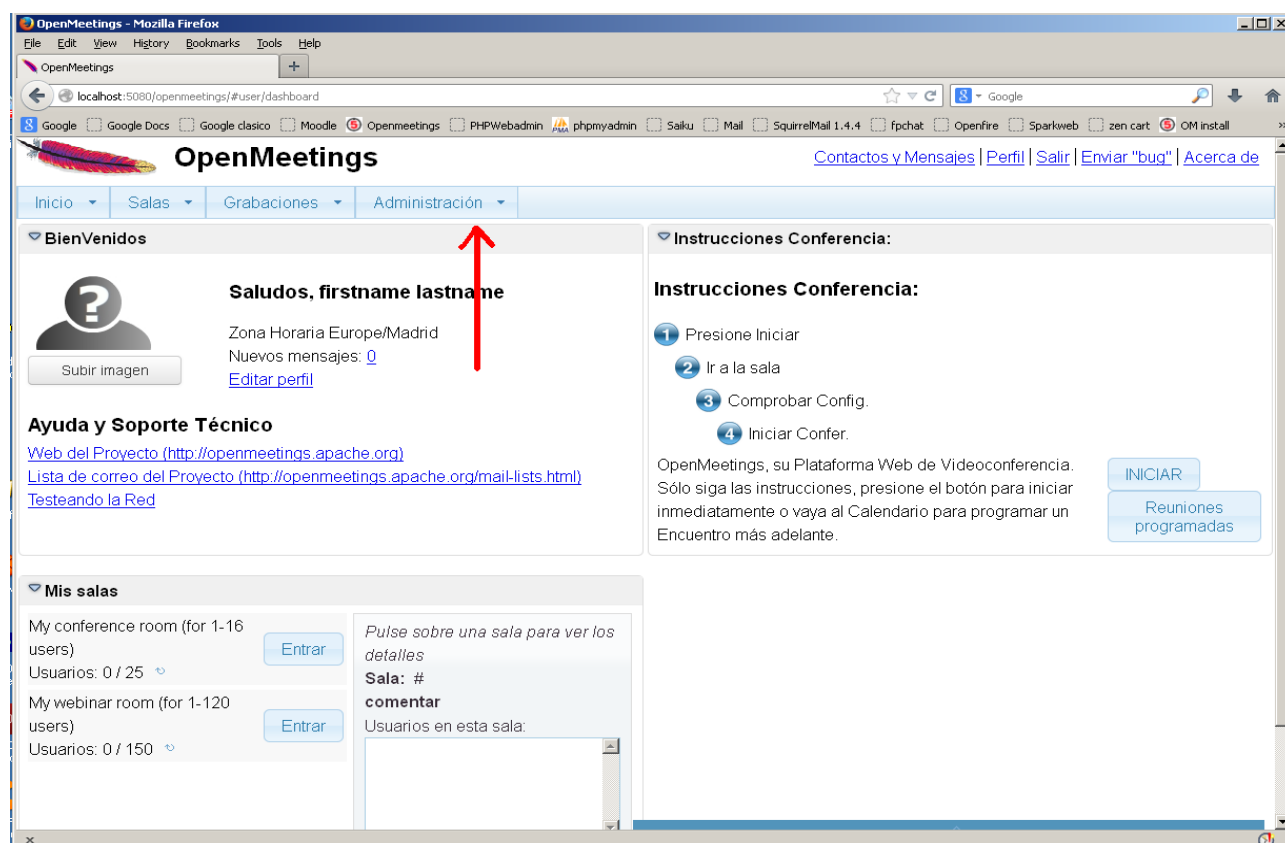 OpenMeetings - Mozilla Firefox
File Edit View History Bookmarks Tools Help
OpenMeetings +
localhost:5080/openmeetings/#user/dashboard
Google
Google Google Docs Google clasico Moodle Openmeetings PHPWebadmin phpmyadmin Saiku Mail SquirrelMail 1.4.4 fpchat Openfire Sparkweb zen cart OM install »
OpenMeetings
Contactos y Mensajes | Perfil | Salir | Enviar "bug" | Acerca de
Inicio Salas Grabaciones Administración
BienVenidos
?
Saludos, firstname lastname
Zona Horaria Europe/Madrid
Nuevos mensajes: 0
Subir imagen
Editar perfil
Ayuda y Soporte Técnico
Web del Proyecto (http://openmeetings.apache.org)
Lista de correo del Proyecto (http://openmeetings.apache.org/mail-lists.html)
Testeando la Red
Instrucciones Conferencia:
Instrucciones Conferencia:
1 Presione Iniciar
2 Ir a la sala
3 Comprobar Config.
4 Iniciar Confer.
OpenMeetings, su Plataforma Web de Videoconferencia.
Sólo siga las instrucciones, presione el botón para iniciar
inmediatamente o vaya al Calendario para programar un
Encuentro más adelante.
INICIAR
Reuniones
programadas
Mis salas
My conference room (for 1-16
users)
Usuarios: 0 / 25
Entrar
My webinar room (for 1-120
users)
Usuarios: 0 / 150
Entrar
Pulse sobre una sala para ver los
detalles
Sala: #
comentar
Usuarios en esta sala: